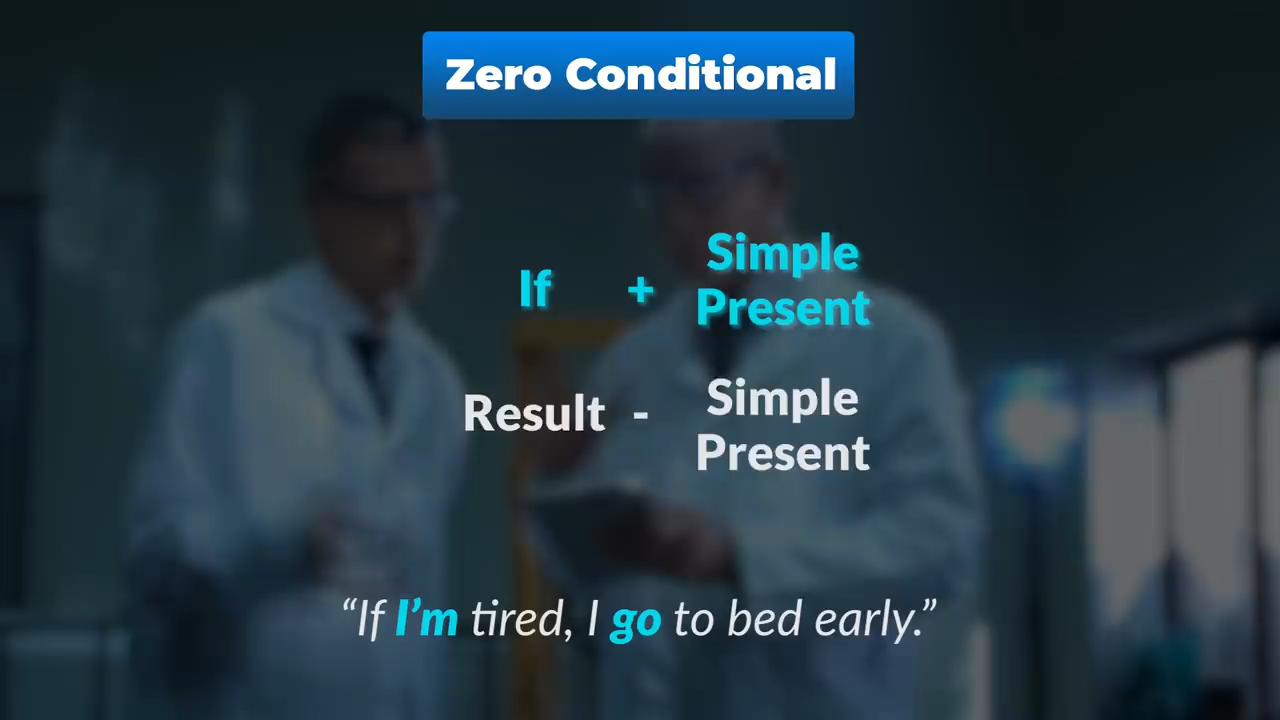 Zero Conditional
If + Simple Present
Result - Simple Present
“If I’m tired, I go to bed early.”